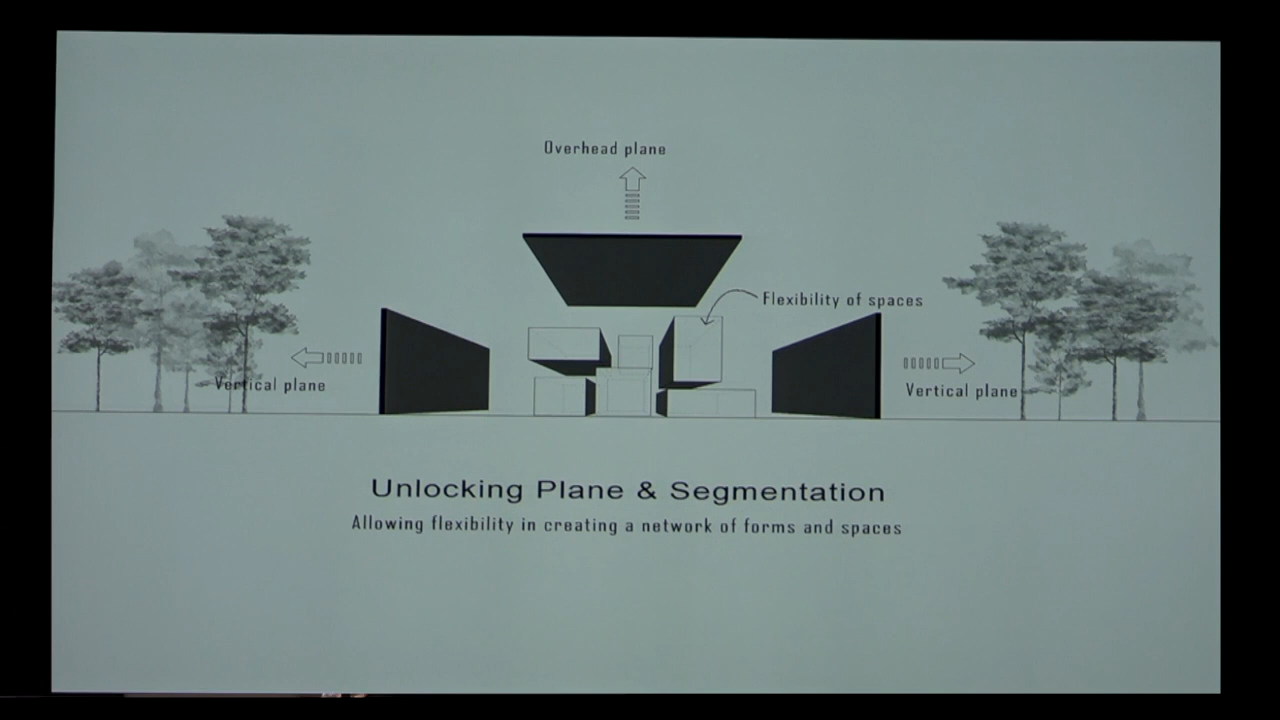 Overhead plane
Flexibility of spaces
Vertical plane
Vertical plane
Unlocking Plane & Segmentation
Allowing flexibility in creating a network of forms and spaces